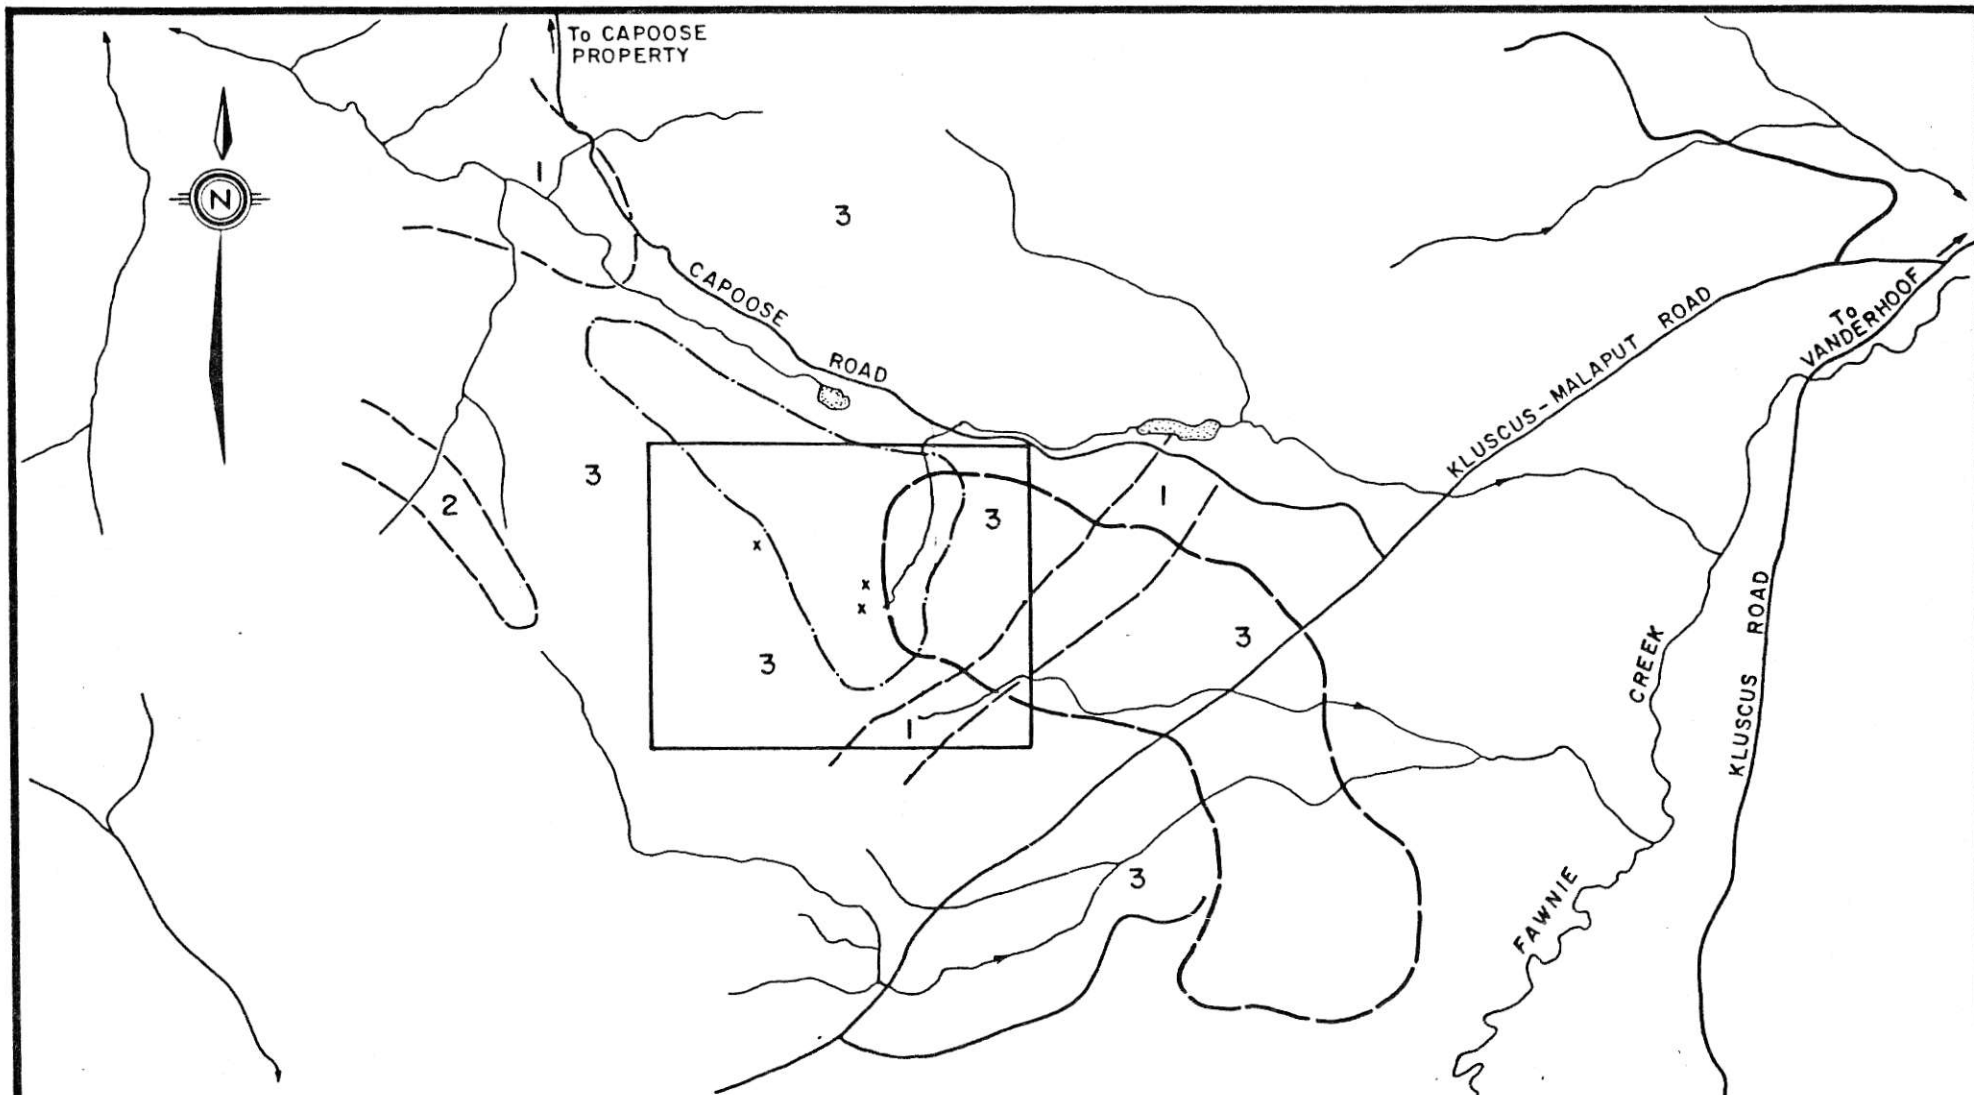 To CAPOOSE
PROPERTY
N
1
3
CAPOOSE
ROAD
To
VANDERHOOF
KLUSCUS-MALAPUT ROAD
3
2
1
3
x
x
x
3
3
1
CREEK
KLUSCUS ROAD
3
FAWNIE